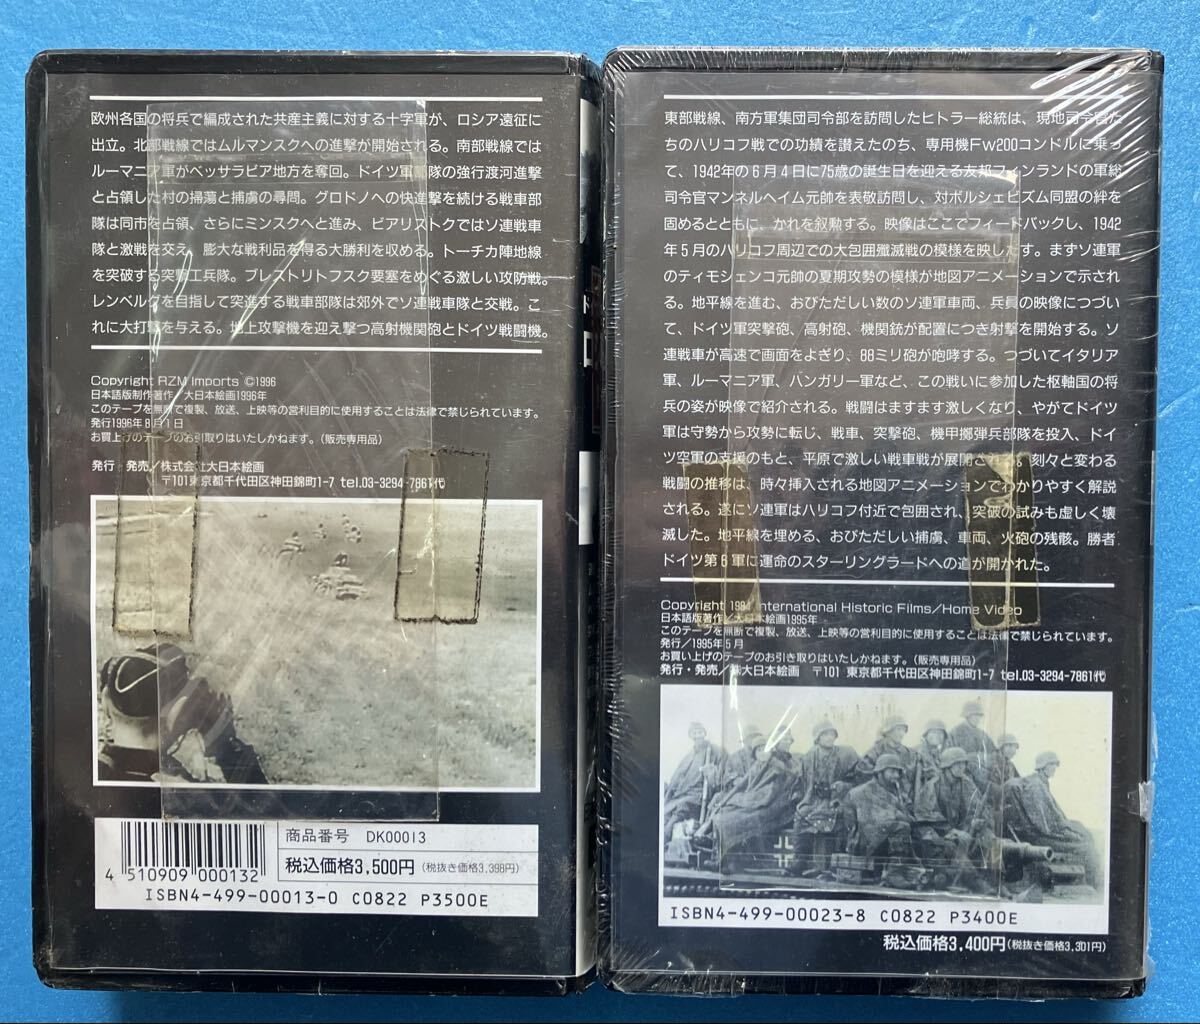 欧州各国の将兵で編成された共産主義に対する十字軍が、ロシア遠征に
出立。北部戦線ではムルマンスクへの進撃が開始される。南部戦線では
ルーマニア軍がベッサラビア地方を奪回。ドイツ軍部隊の強行渡河進撃
と占領した村の掃蕩と捕虜の尋問。グロドノへの快進撃を続ける戦車部
隊は同市を占領、さらにミンスクへと進み、ビアリストクではソ連戦車
隊と激戦を交え、膨大な戦利品を得る大勝利を収める。トーチカ陣地線
を突破する突撃工兵隊。ブレストリトフスク要塞をめぐる激しい攻防戦。
レンベルグを目指して突進する戦車部隊は郊外でソ連戦車隊と交戦。こ
れに大打撃を与える。地上攻撃機を迎え撃つ高射機関砲とドイツ戦闘機。
Copyright RZM Imports ©1996
日本語版制作著作／大日本絵画1996年
このテープを無断で複製、放送、上映等の営利目的に使用することは法律で禁じられています。
発行1996年8月1日
お買上げのテープのお引取りはいたしかねます。（販売専用品）
発行・発売／株式会社大日本絵画
〒101東京都千代田区神田錦町1-7 tel.03-3294-7861代
商品番号 DK00013
税込価格3,500円（税抜き価格3,398円）
4 510909 000132
ISBN4-499-00013-0 C0822 P3500E
東部戦線、南方軍集団司令部を訪問したヒトラー総統は、現地司令官た
ちのハリコフ戦での功績を讃えたのち、専用機Fw200コンドルに乗っ
て、1942年の6月4日に75歳の誕生日を迎える友邦フィンランドの軍総
司令官マンネルヘイム元帥を表敬訪問し、対ボルシェビズム同盟の絆を
固めるとともに、かれを叙勲する。映像はここでフィードバックし、1942
年5月のハリコフ周辺での大包囲殲滅戦の模様を映しだす。まずソ連軍
のティモシェンコ元帥の夏期攻勢の模様が地図アニメーションで示され
る。地平線を進む、おびただしい数のソ連軍車両、兵員の映像につづい
て、ドイツ軍突撃砲、高射砲、機関銃が配置につき射撃を開始する。ソ
連戦車が高速で画面をよぎり、88ミリ砲が咆哮する。つづいてイタリア
軍、ルーマニア軍、ハンガリー軍など、この戦いに参加した枢軸国の将
兵の姿が映像で紹介される。戦闘はますます激しくなり、やがてドイツ
軍は守勢から攻勢に転じ、戦車、突撃砲、機甲擲弾兵部隊を投入、ドイ
ツ空軍の支援のもと、平原で激しい戦車戦が展開される。刻々と変わる
戦闘の推移は、時々挿入される地図アニメーションでわかりやすく解説
される。遂にソ連軍はハリコフ付近で包囲され、突破の試みも虚しく壊
滅した。地平線を埋める、おびただしい捕虜、車両、火砲の残骸。勝者
ドイツ第6軍に運命のスターリングラードへの道が開かれた。
Copyright 1984 International Historic Films/Home Video
日本語版著作／大日本絵画1995年
このテープを無断で複製、放送、上映等の営利目的に使用することは法律で禁じられています。
発行／1995年5月
お買い上げのテープのお引き取りはいたしかねます。（販売専用品）
発行・発売／㈱大日本絵画 〒101 東京都千代田区神田錦町1-7 tel.03-3294-7861代
ISBN4-499-00023-8 C0822 P3400E
税込価格3,400円（税抜き価格3,301円）